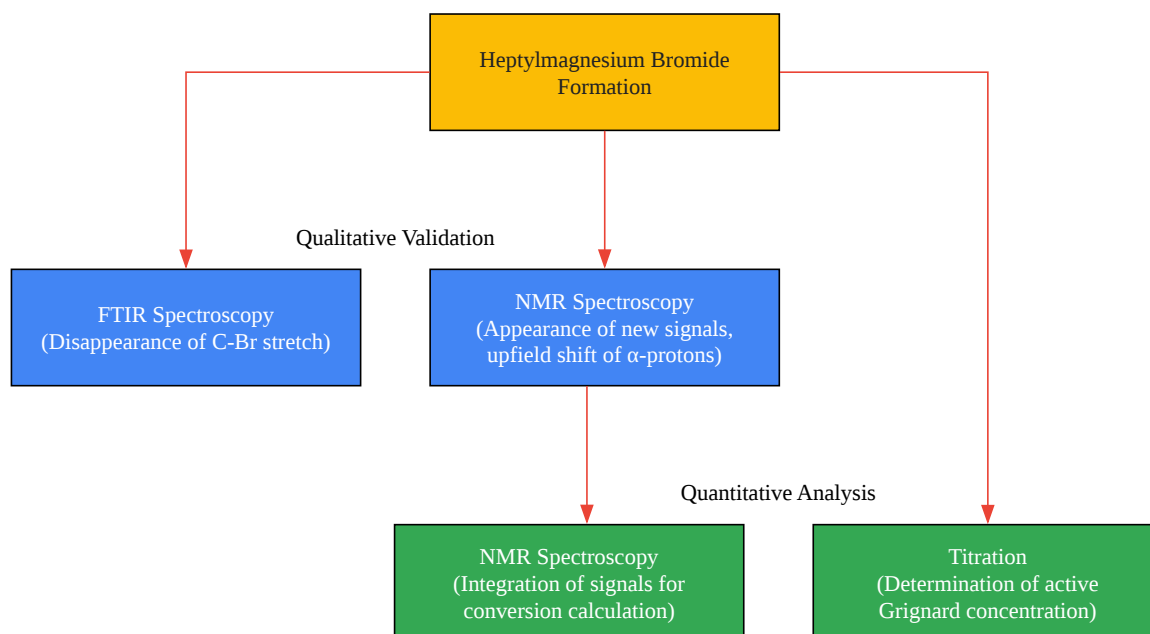 Heptylmagnesium Bromide
Formation
Qualitative Validation
FTIR Spectroscopy
(Disappearance of C-Br stretch)
NMR Spectroscopy
(Appearance of new signals,
upfield shift of α-protons)
Quantitative Analysis
NMR Spectroscopy
(Integration of signals for
conversion calculation)
Titration
(Determination of active
Grignard concentration)